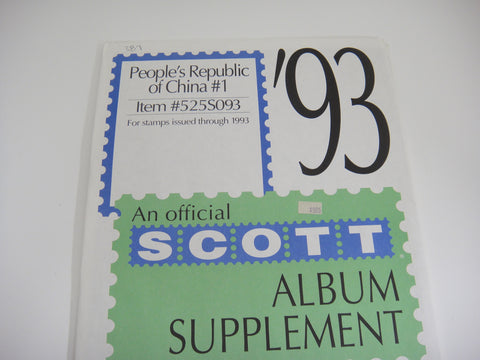 People's Republic
of China #1
Item #525S093
For stamps issued through 1993
'93
An official
SCOTT
ALBUM
SUPPLEMENT